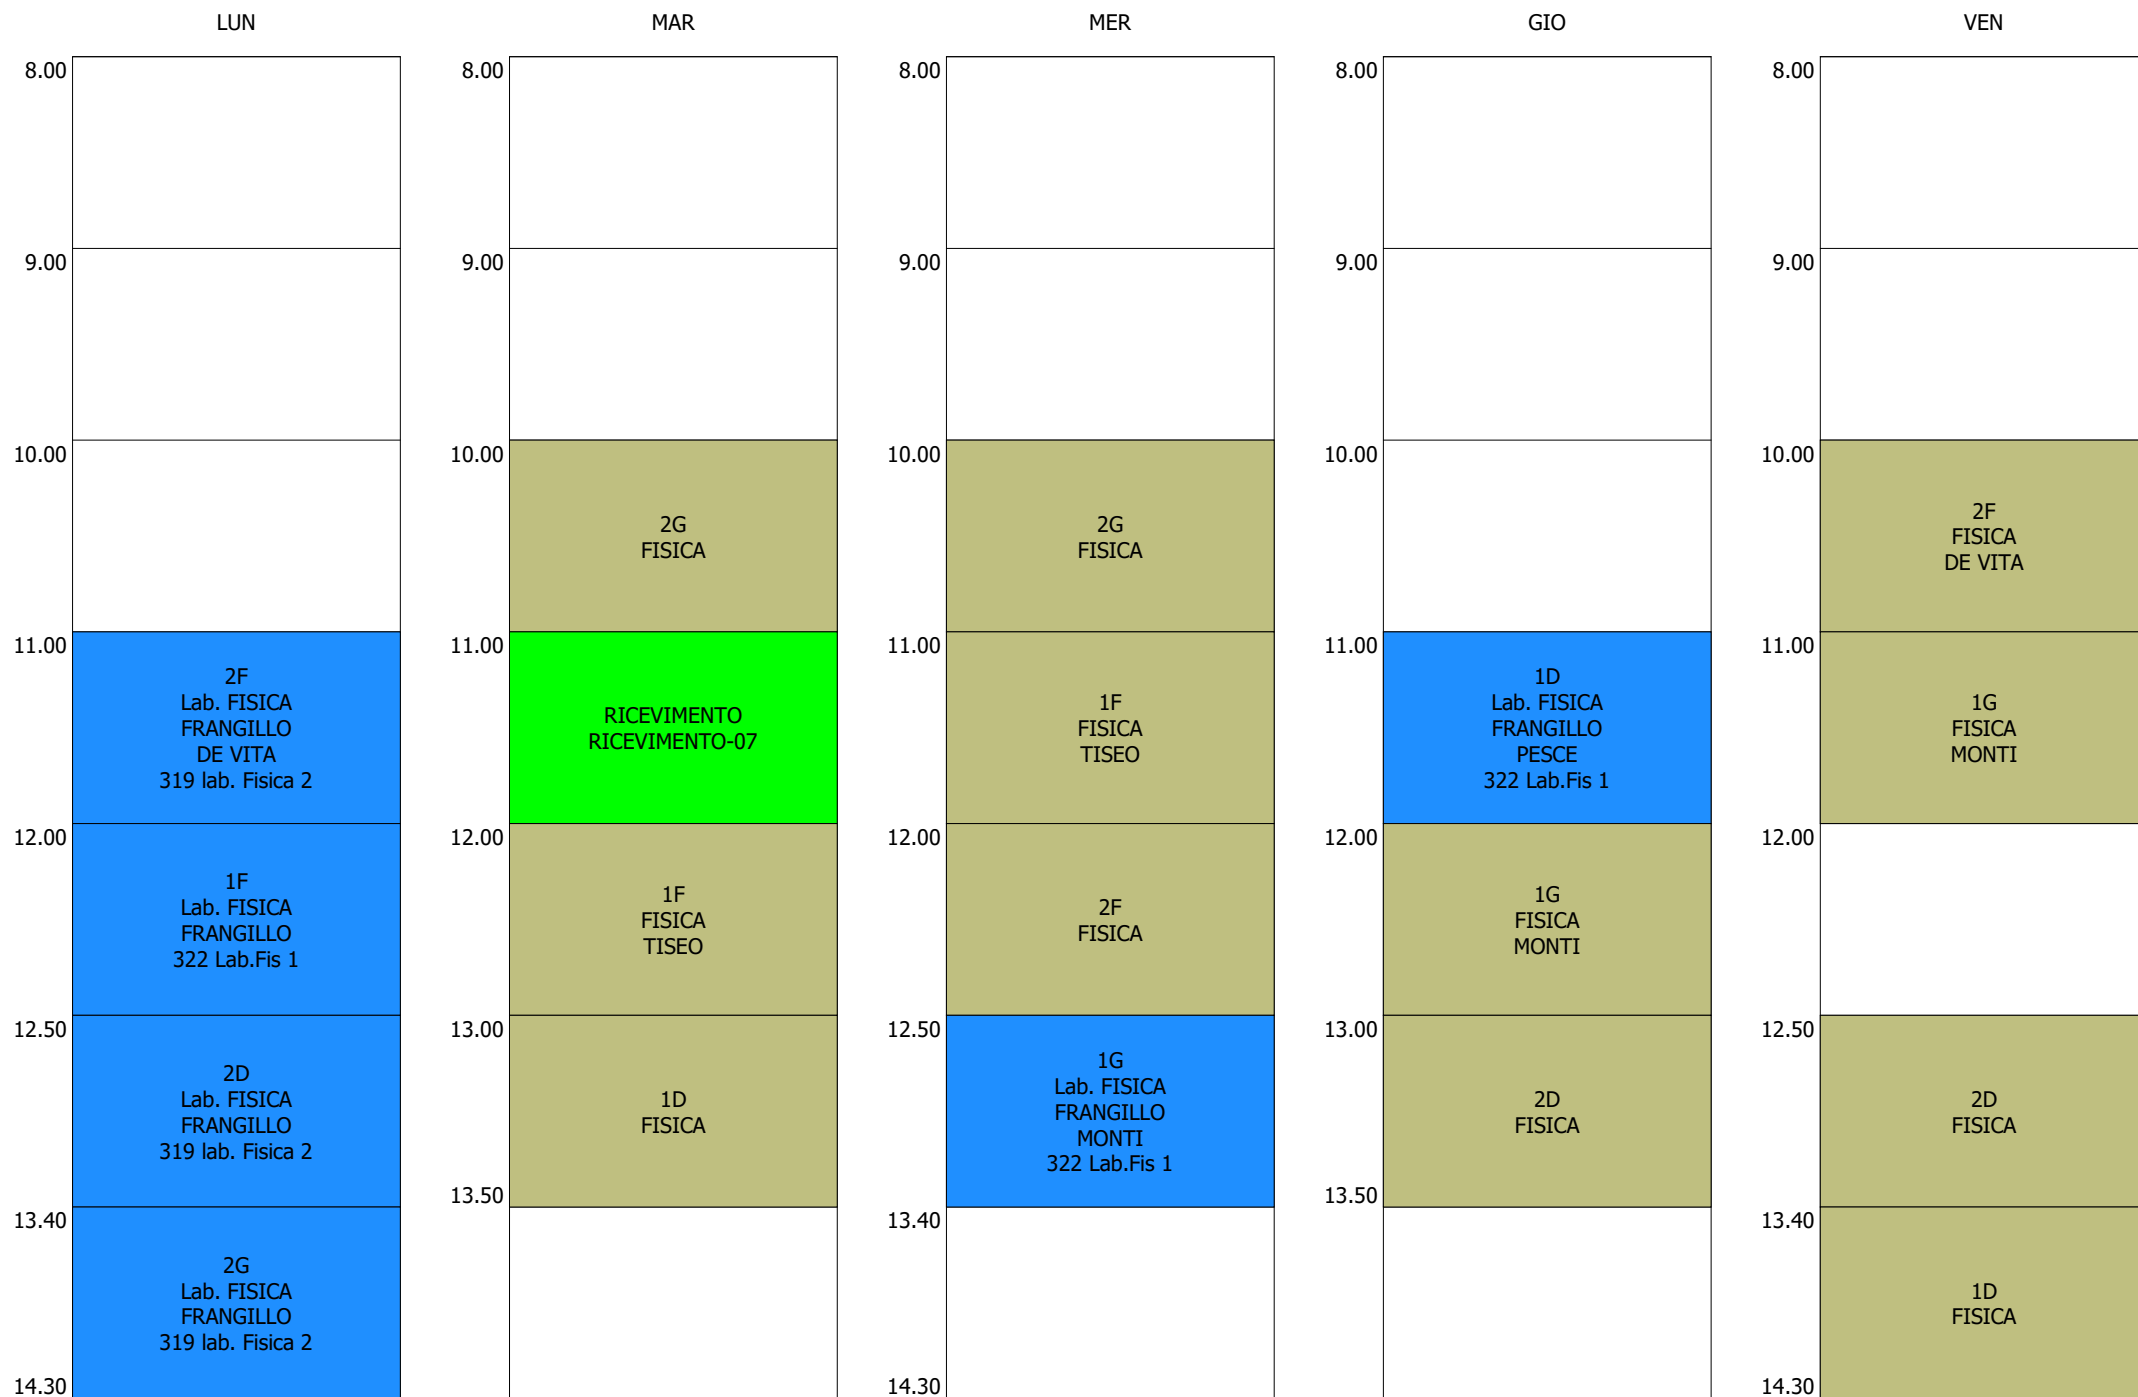 LUN
MAR
MER
GIO
VEN
8.00
9.00
10.00
11.00
2F
Lab. FISICA
FRANGILLO
DE VITA
319 lab. Fisica 2
12.00
1F
Lab. FISICA
FRANGILLO
322 Lab.Fis 1
12.50
2D
Lab. FISICA
FRANGILLO
319 lab. Fisica 2
13.40
2G
Lab. FISICA
FRANGILLO
319 lab. Fisica 2
14.30
8.00
9.00
10.00
2G
FISICA
11.00
RICEVIMENTO
RICEVIMENTO-07
12.00
1F
FISICA
TISEO
13.00
1D
FISICA
13.50
8.00
9.00
10.00
2G
FISICA
11.00
1F
FISICA
TISEO
12.00
2F
FISICA
12.50
1G
Lab. FISICA
FRANGILLO
MONTI
322 Lab.Fis 1
13.40
14.30
8.00
9.00
10.00
11.00
1D
Lab. FISICA
FRANGILLO
PESCE
322 Lab.Fis 1
12.00
1G
FISICA
MONTI
13.00
2D
FISICA
13.50
8.00
9.00
10.00
2F
FISICA
DE VITA
11.00
1G
FISICA
MONTI
12.00
12.50
2D
FISICA
13.40
1D
FISICA
14.30